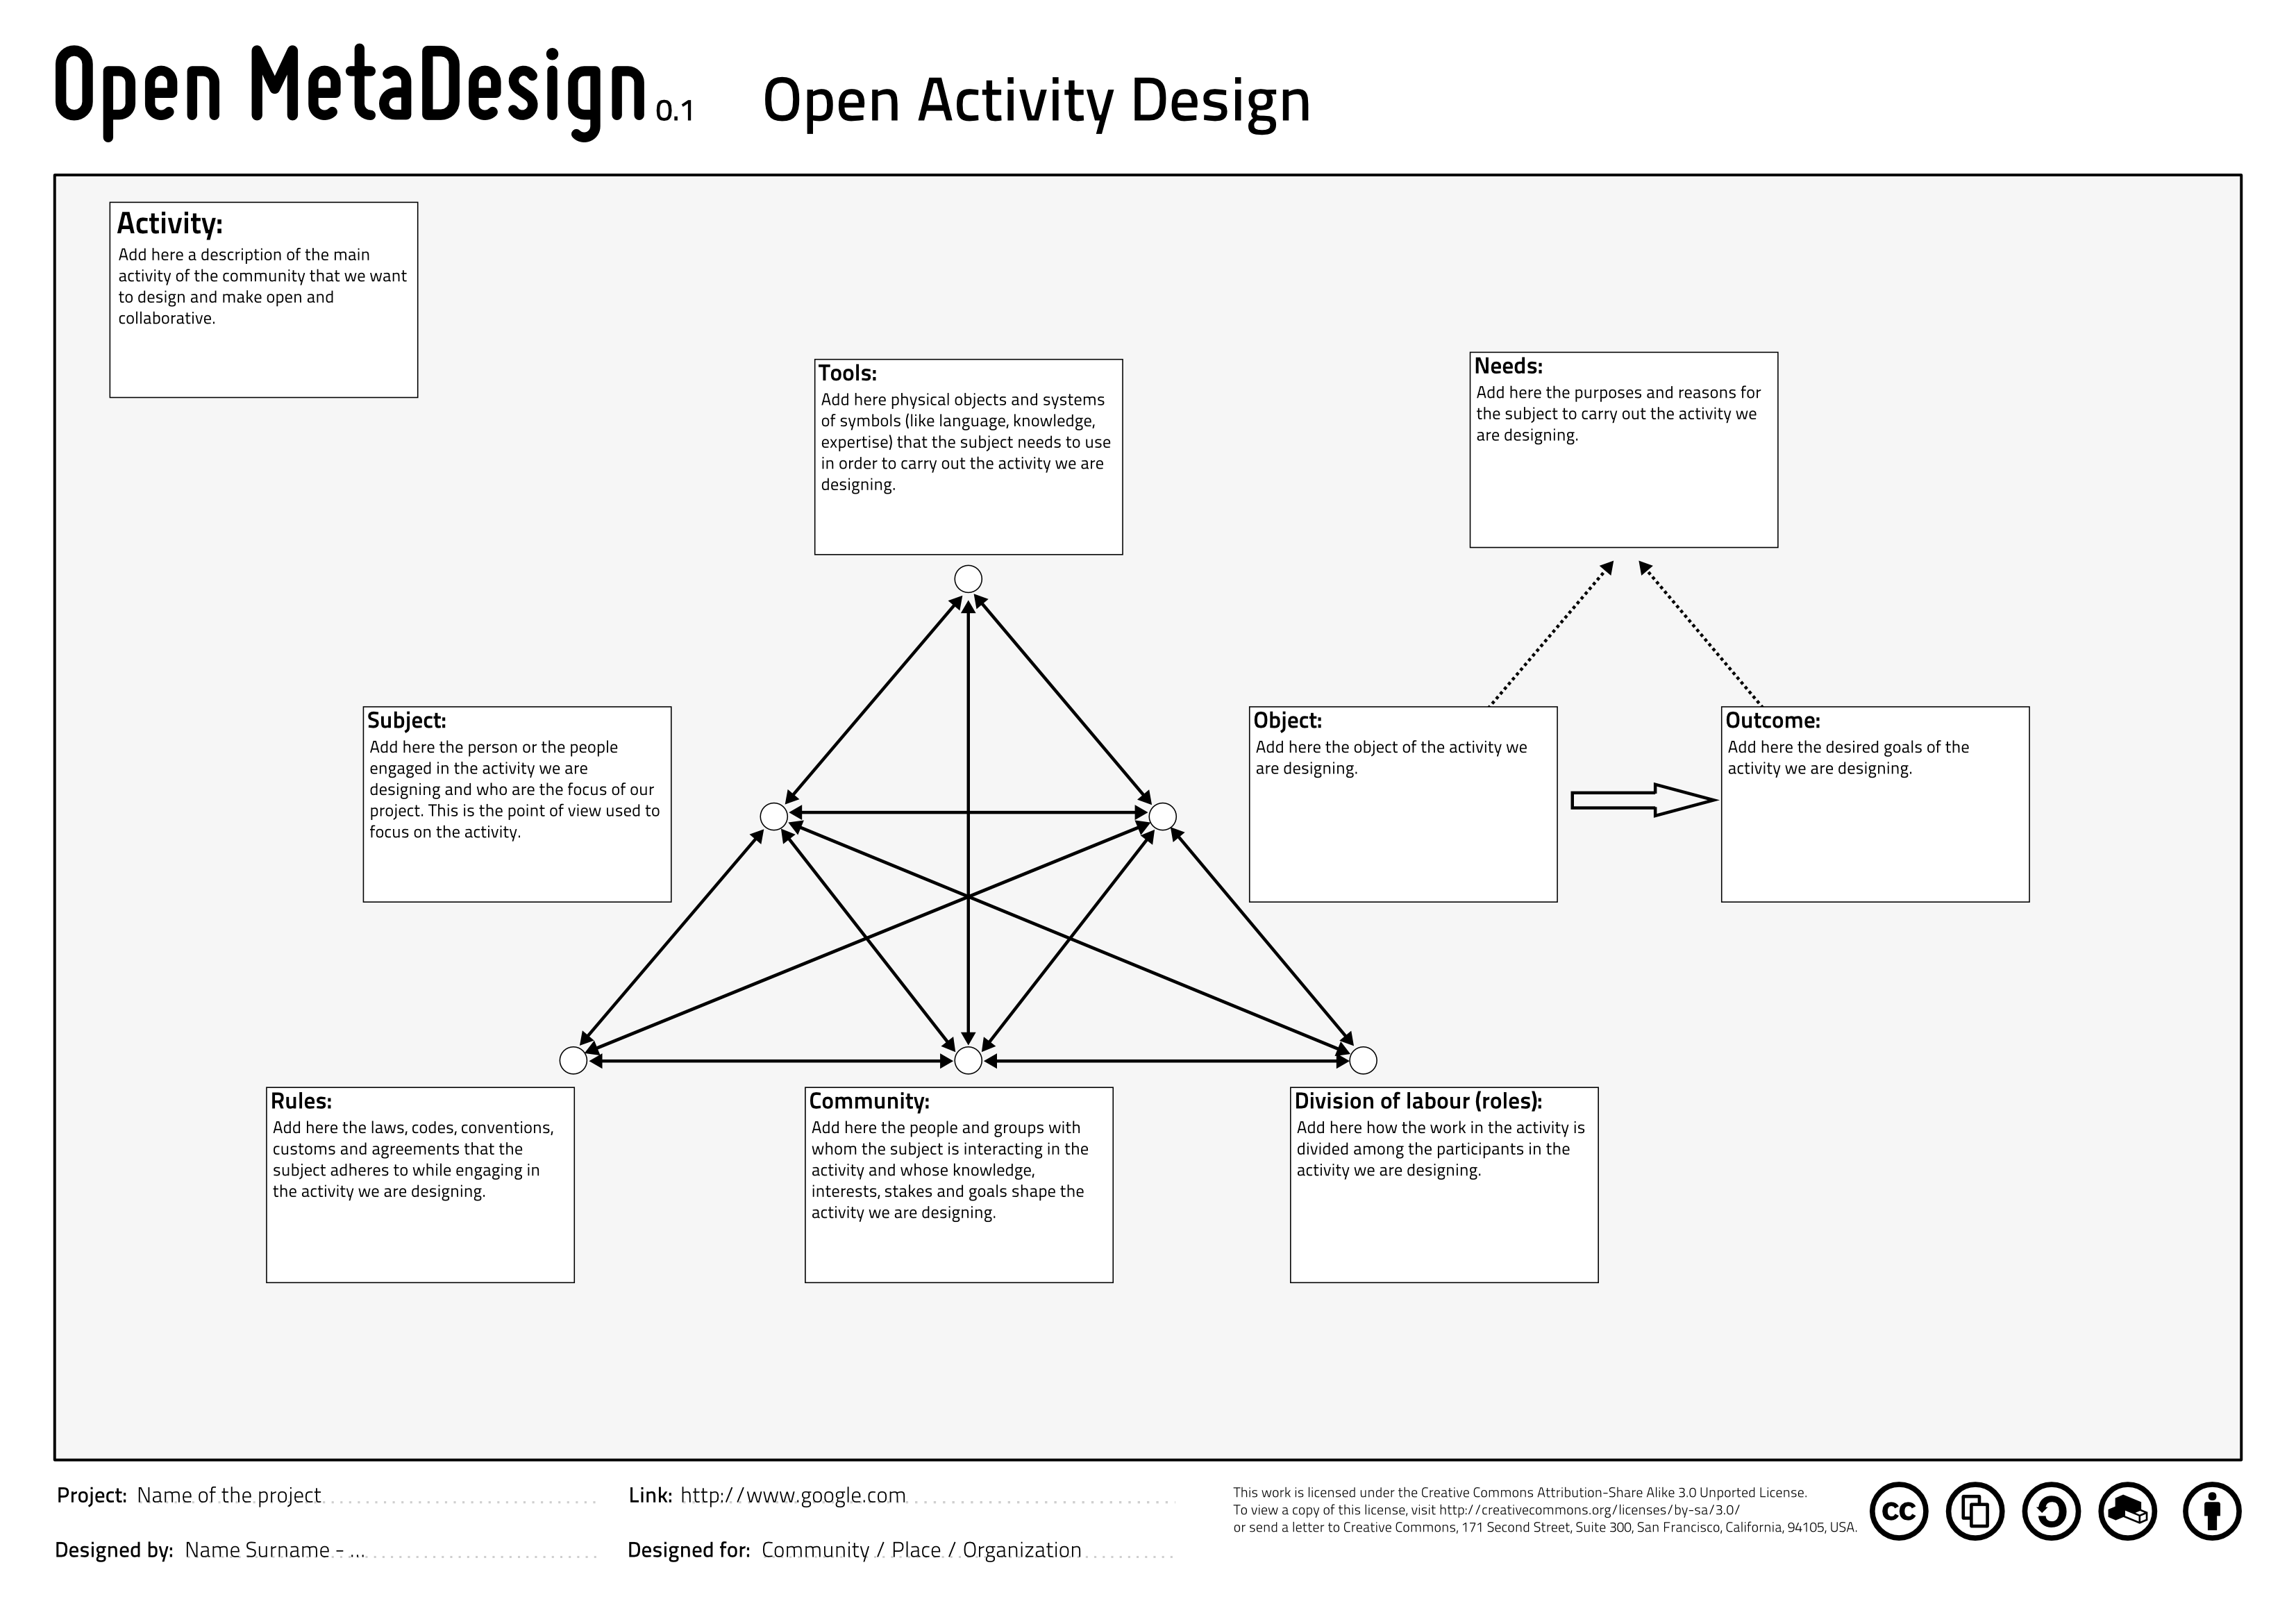 Open MetaDesign 0.1 Open Activity Design
Activity:
Add here a description of the main
activity of the community that we want
to design and make open and
collaborative.
Tools:
Add here physical objects and systems
of symbols (like language, knowledge,
expertise) that the subject needs to use
in order to carry out the activity we are
designing.
Needs:
Add here the purposes and reasons for
the subject to carry out the activity we
are designing.
Subject:
Add here the person or the people
engaged in the activity we are
designing and who are the focus of our
project. This is the point of view used to
focus on the activity.
Object:
Add here the object of the activity we
are designing.
Outcome:
Add here the desired goals of the
activity we are designing.
Rules:
Add here the laws, codes, conventions,
customs and agreements that the
subject adheres to while engaging in
the activity we are designing.
Community:
Add here the people and groups with
whom the subject is interacting in the
activity and whose knowledge,
interests, stakes and goals shape the
activity we are designing.
Division of labour (roles):
Add here how the work in the activity is
divided among the participants in the
activity we are designing.
Project: Name of the project
Designed by: Name Surname - ...
Link: http://www.google.com
Designed for: Community / Place / Organization
This work is licensed under the Creative Commons Attribution-Share Alike 3.0 Unported License.
To view a copy of this license, visit http://creativecommons.org/licenses/by-sa/3.0/
or send a letter to Creative Commons, 171 Second Street, Suite 300, San Francisco, California, 94105, USA.
cc